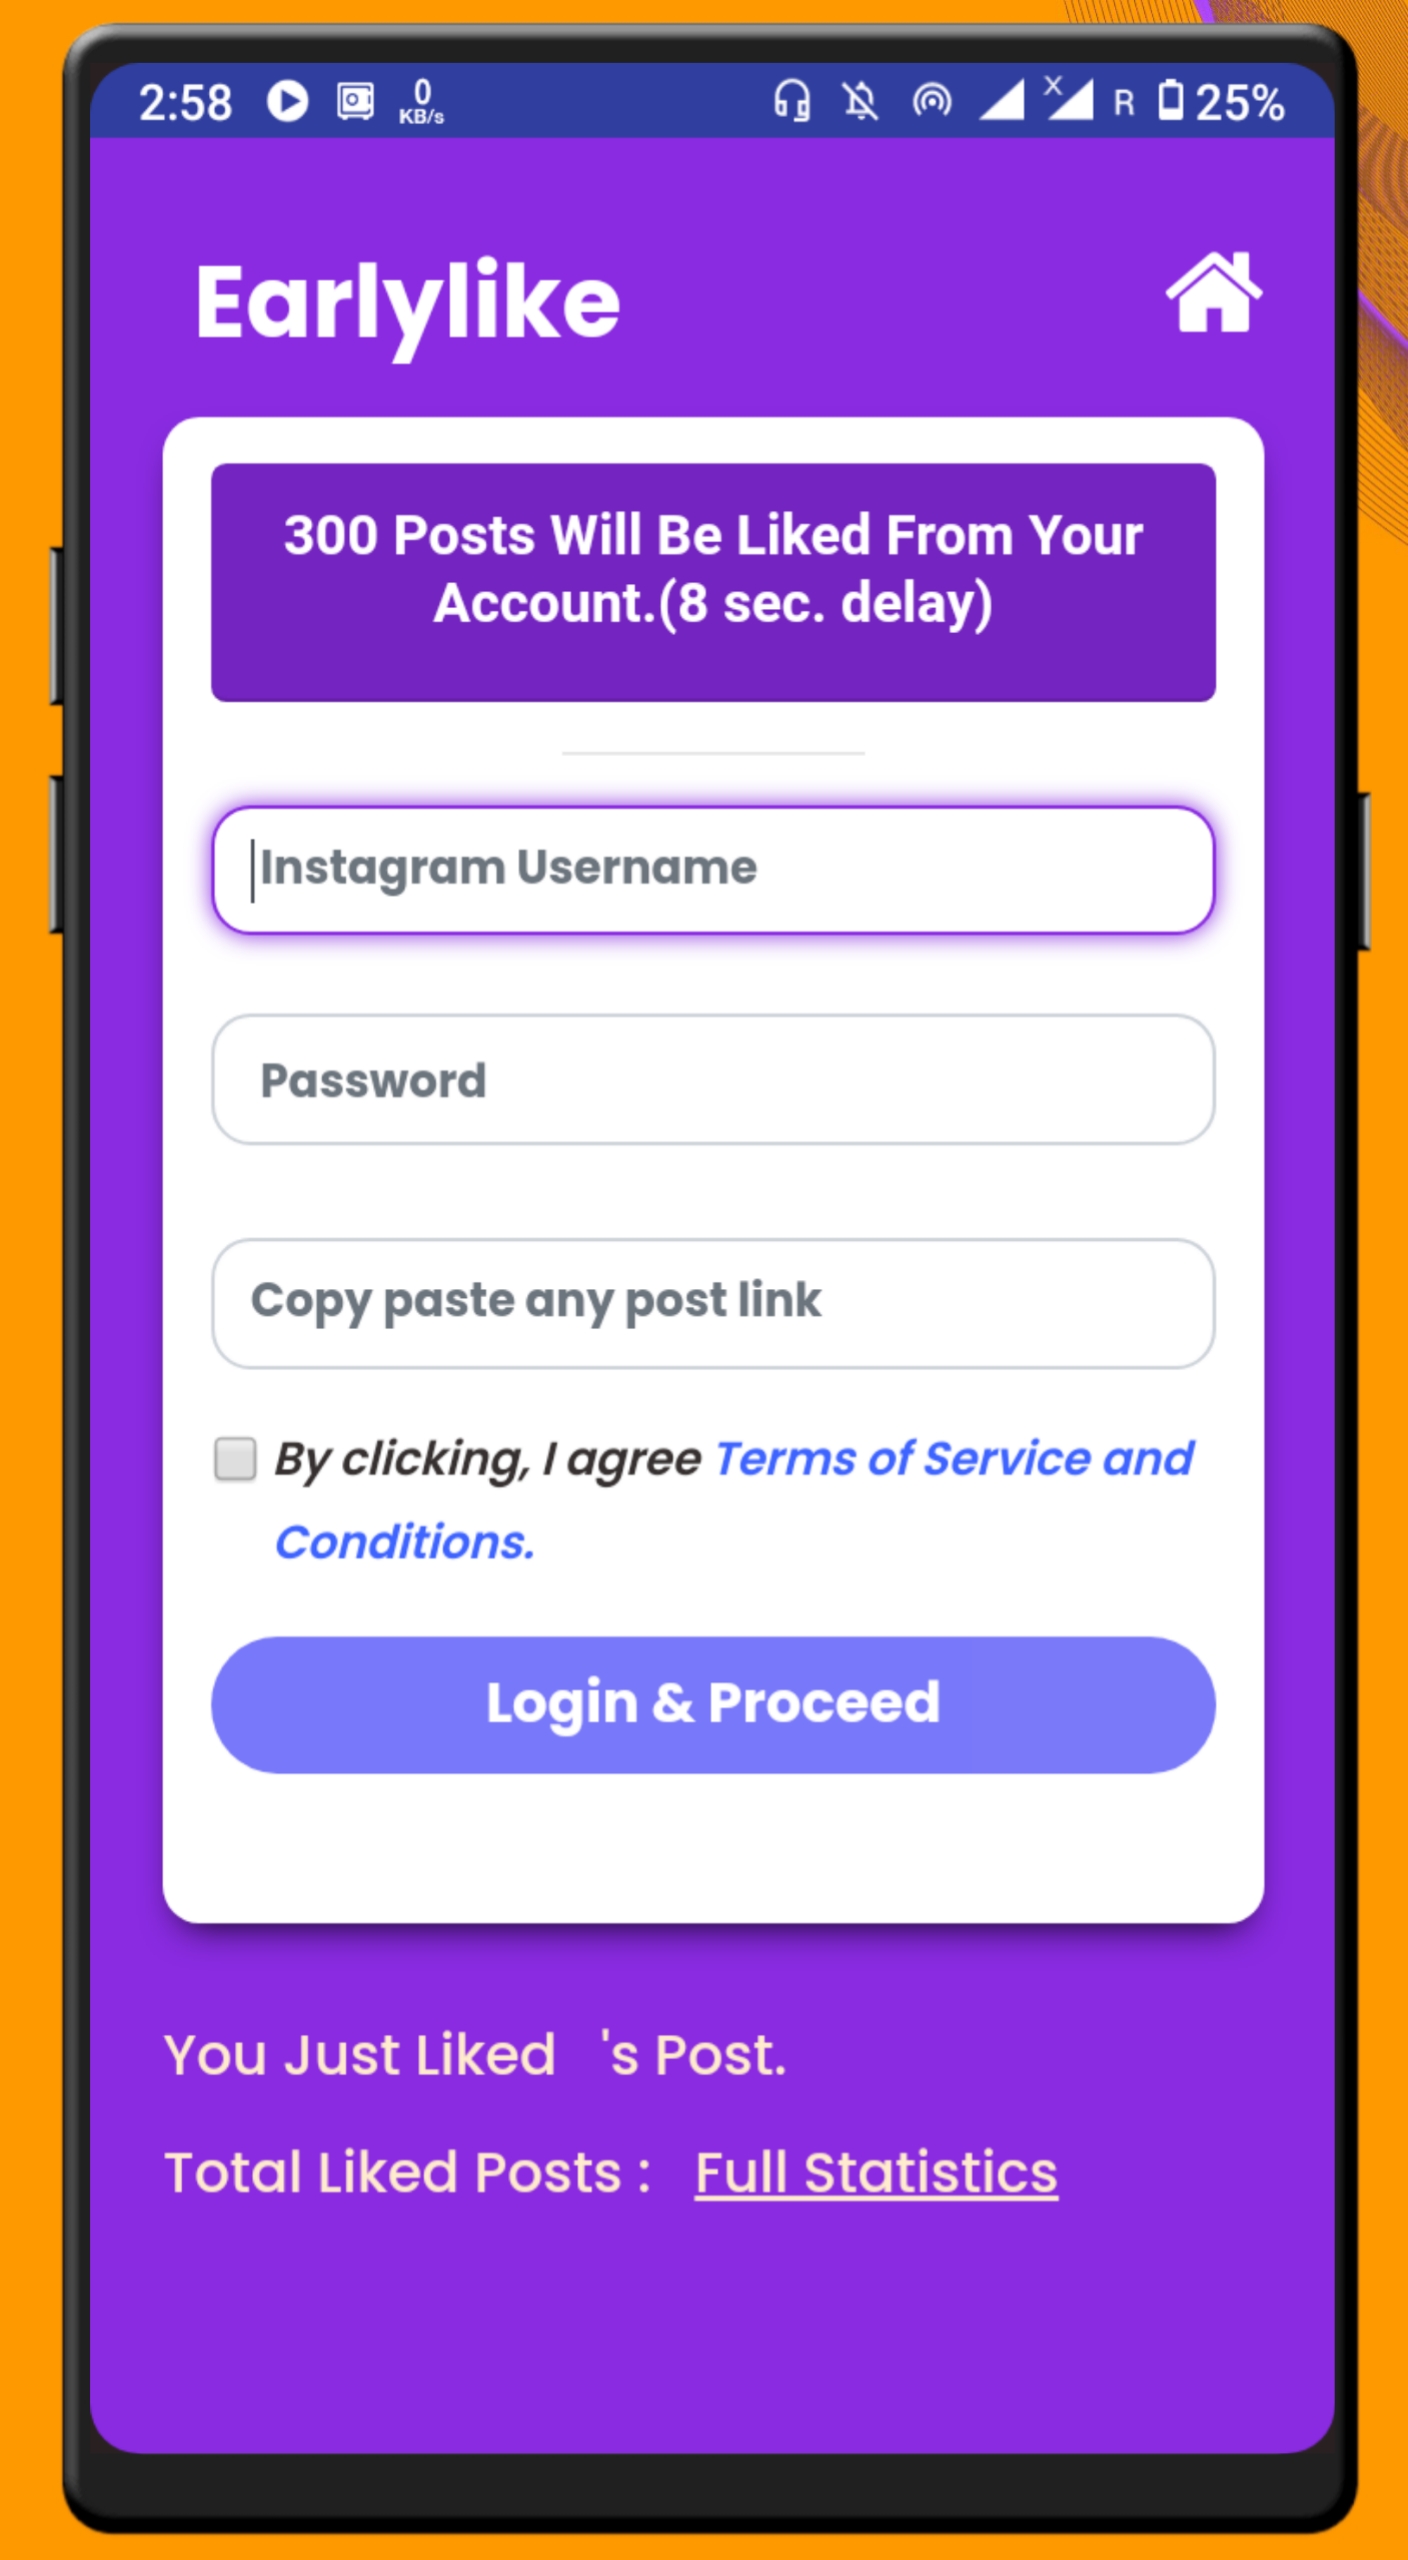 2:58 0 KB/s R 25%
Earlylike
300 Posts Will Be Liked From Your
Account.(8 sec. delay)
Instagram Username
Password
Copy paste any post link
By clicking, I agree Terms of Service and
Conditions.
Login & Proceed
You Just Liked 's Post.
Total Liked Posts : Full Statistics